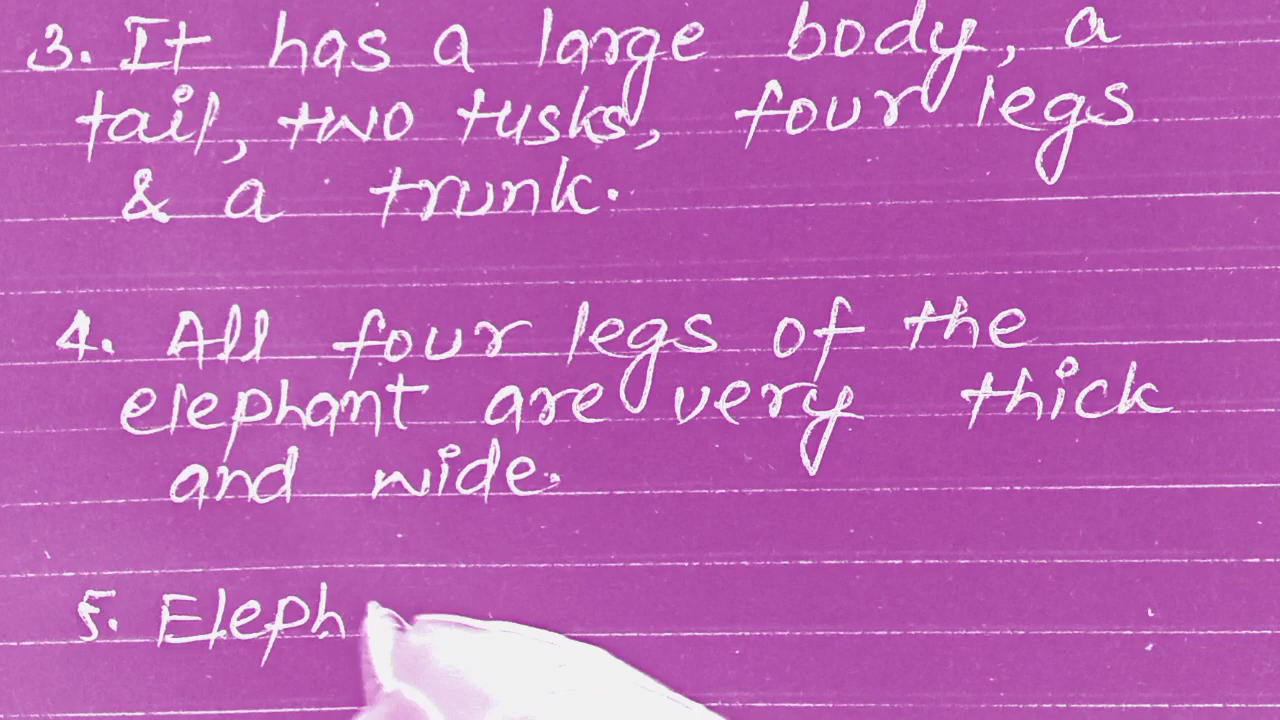 3. It has a large body, a
tail, two tusks, four legs
& a trunk.
4. All four legs of the
elephant are very thick
and wide.
5. Eleph